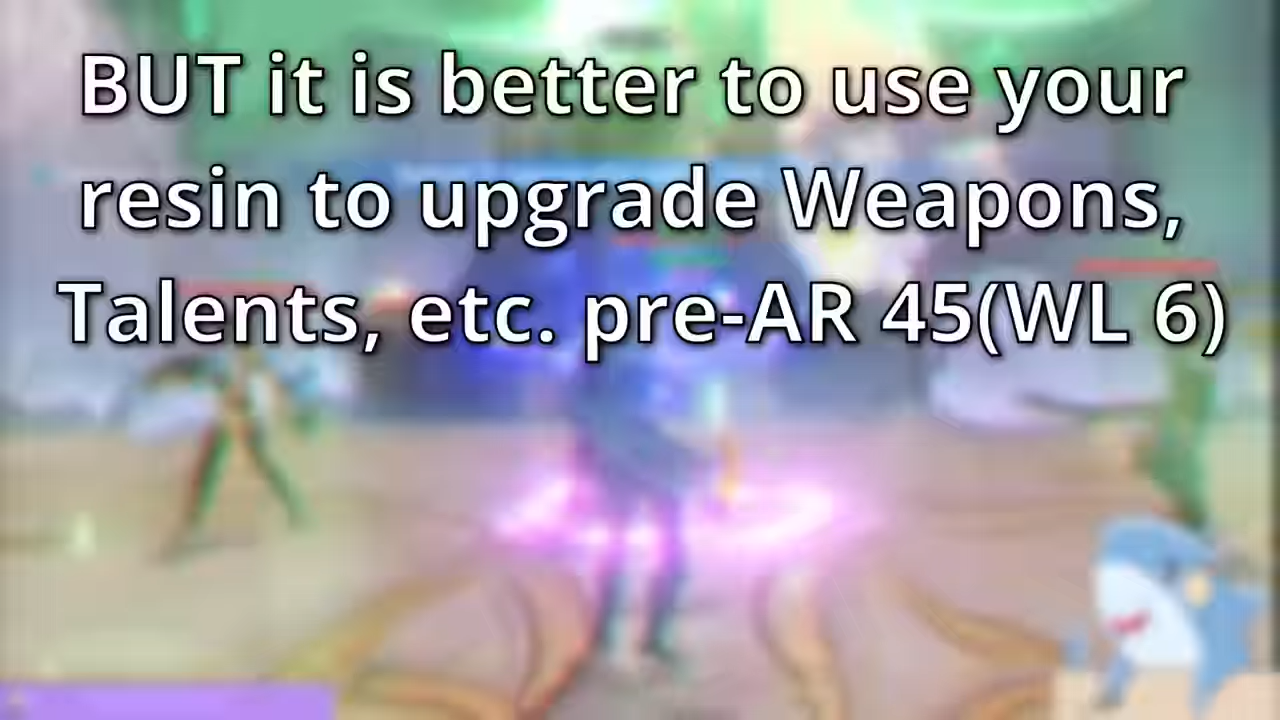 BUT it is better to use your
resin to upgrade Weapons,
Talents, etc. pre-AR 45(WL 6)